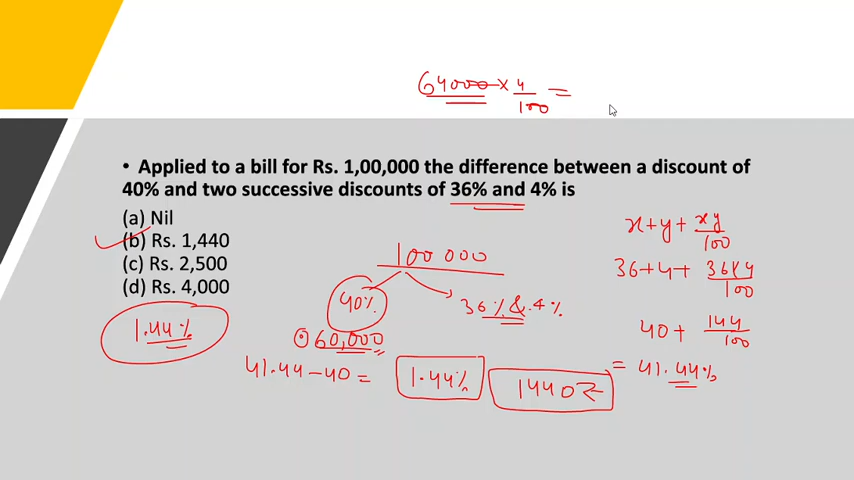 64000 × 4/100 =
• Applied to a bill for Rs. 1,00,000 the difference between a discount of
40% and two successive discounts of 36% and 4% is
(a) Nil
(b) Rs. 1,440
(c) Rs. 2,500
(d) Rs. 4,000
x+y+ xy/100
100 000
36+4+ 36×4/100
40%
36% & 4%
1.44%
40+ 144/100
60,000
41.44-40 = 1.44% 1440₹
= 41.44%